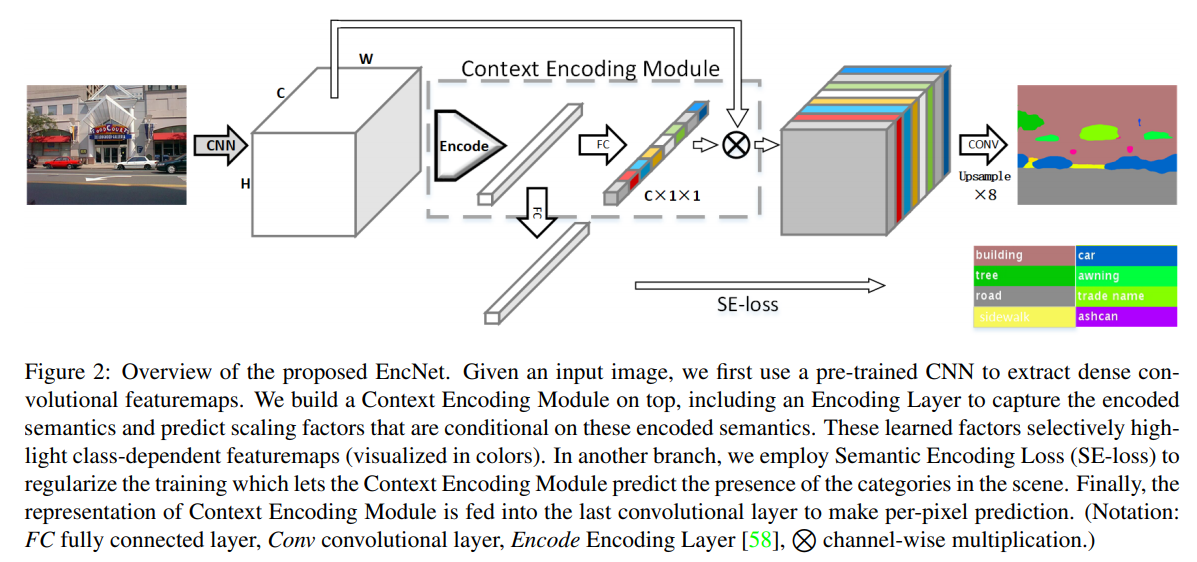 W
Context Encoding Module
C
CNN
Encode
FC
CONV
H
C×1×1
Upsample
×8
FC
SE-loss
building car
tree awning
road trade name
sidewalk ashcan
Figure 2: Overview of the proposed EncNet. Given an input image, we first use a pre-trained CNN to extract dense con-
volutional featuremaps. We build a Context Encoding Module on top, including an Encoding Layer to capture the encoded
semantics and predict scaling factors that are conditional on these encoded semantics. These learned factors selectively high-
light class-dependent featuremaps (visualized in colors). In another branch, we employ Semantic Encoding Loss (SE-loss) to
regularize the training which lets the Context Encoding Module predict the presence of the categories in the scene. Finally, the
representation of Context Encoding Module is fed into the last convolutional layer to make per-pixel prediction. (Notation:
FC fully connected layer, Conv convolutional layer, Encode Encoding Layer [58], ⊗ channel-wise multiplication.)